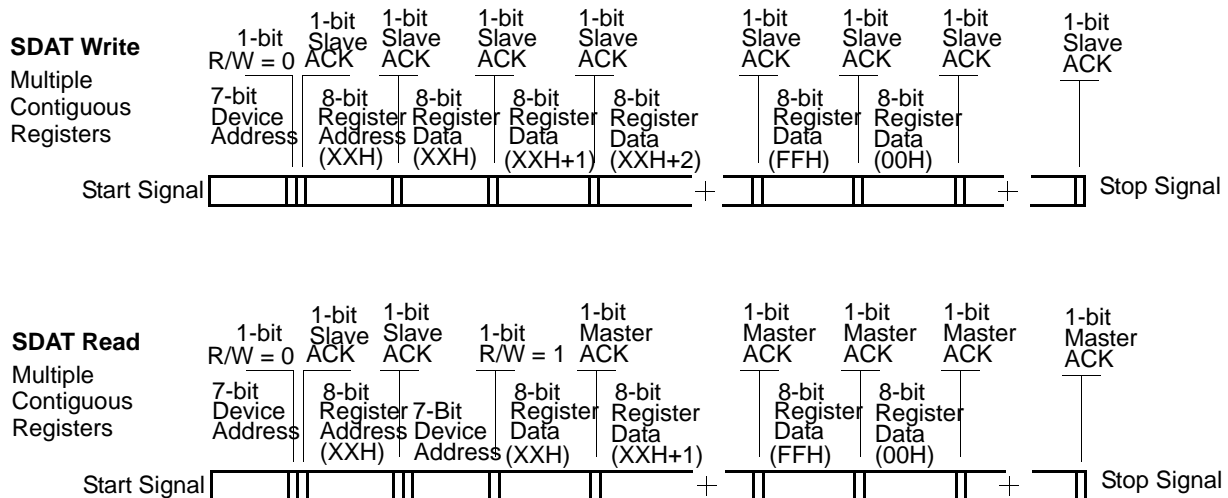 SDAT Write
Multiple
Contiguous
Registers
1-bit
R/W = 0
1-bit
Slave
ACK
1-bit
Slave
ACK
1-bit
Slave
ACK
1-bit
Slave
ACK
1-bit
Slave
ACK
1-bit
Slave
ACK
1-bit
Slave
ACK
1-bit
Slave
ACK
7-bit
Device
Address
8-bit
Register
Address
(XXH)
8-bit
Register
Data
(XXH)
8-bit
Register
Data
(XXH+1)
8-bit
Register
Data
(XXH+2)
8-bit
Register
Data
(FFH)
8-bit
Register
Data
(00H)
Start Signal
Stop Signal
SDAT Read
Multiple
Contiguous
Registers
1-bit
R/W = 0
1-bit
Slave
ACK
1-bit
Slave
ACK
1-bit
R/W = 1
1-bit
Master
ACK
1-bit
Master
ACK
1-bit
Master
ACK
1-bit
Master
ACK
1-bit
Master
ACK
7-bit
Device
Address
8-bit
Register
Address
(XXH)
7-Bit
Device
Address
8-bit
Register
Data
(XXH)
8-bit
Register
Data
(XXH+1)
8-bit
Register
Data
(FFH)
8-bit
Register
Data
(00H)
Start Signal
Stop Signal